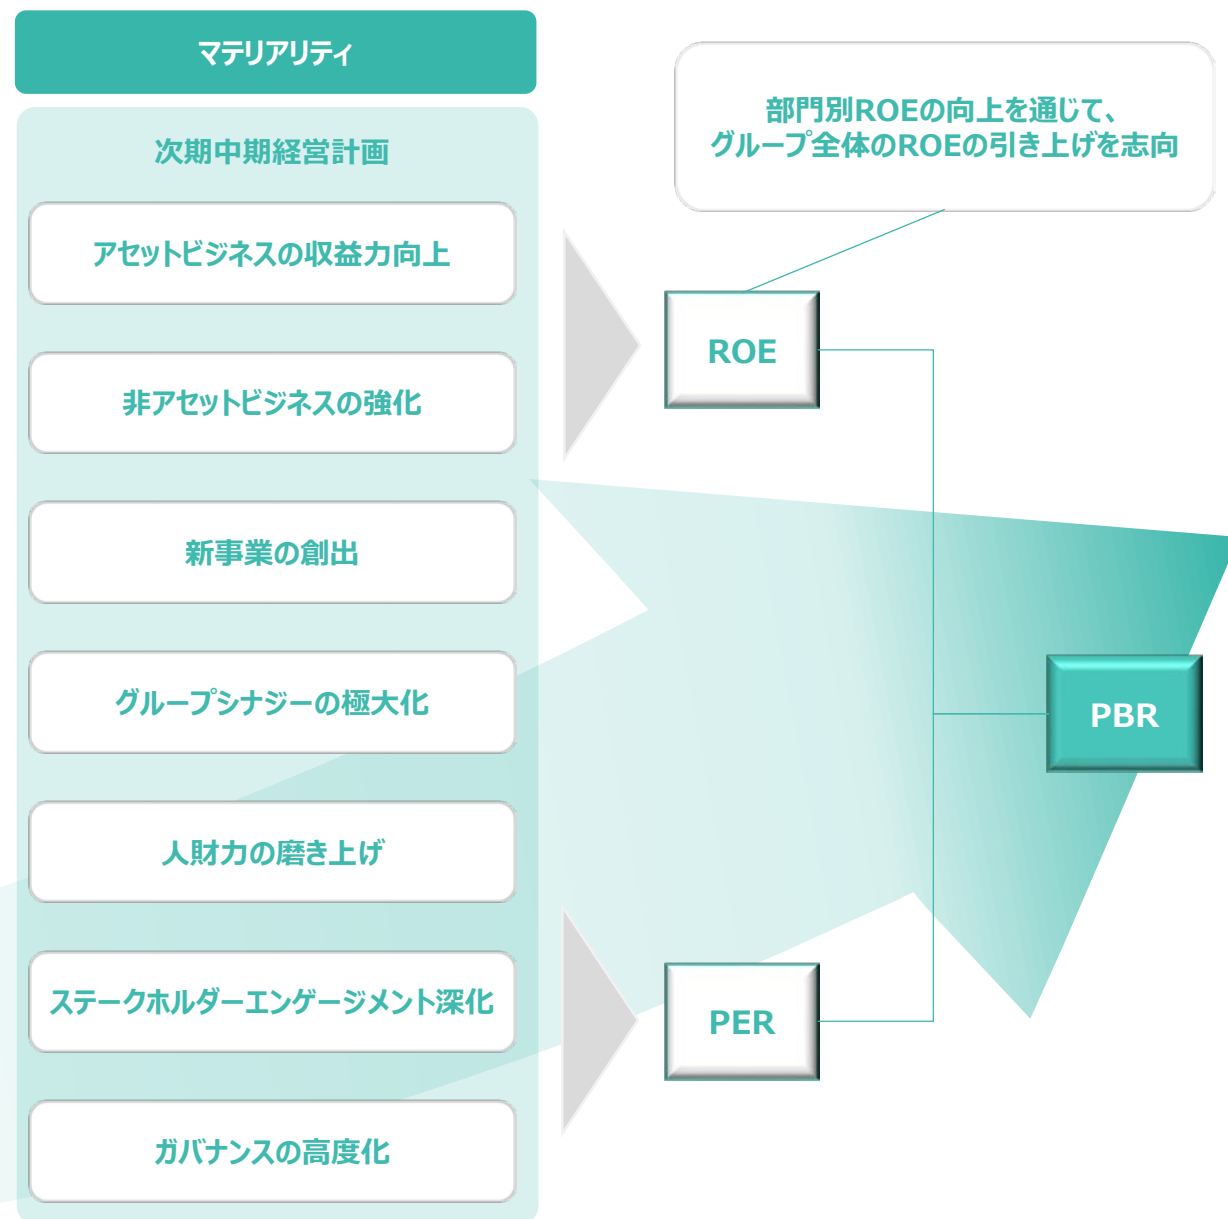 マテリアリティ
次期中期経営計画
アセットビジネスの収益力向上
非アセットビジネスの強化
新事業の創出
グループシナジーの極大化
人財力の磨き上げ
ステークホルダーエンゲージメント深化
ガバナンスの高度化
部門別ROEの向上を通じて、
グループ全体のROEの引き上げを志向
ROE
PER
PBR